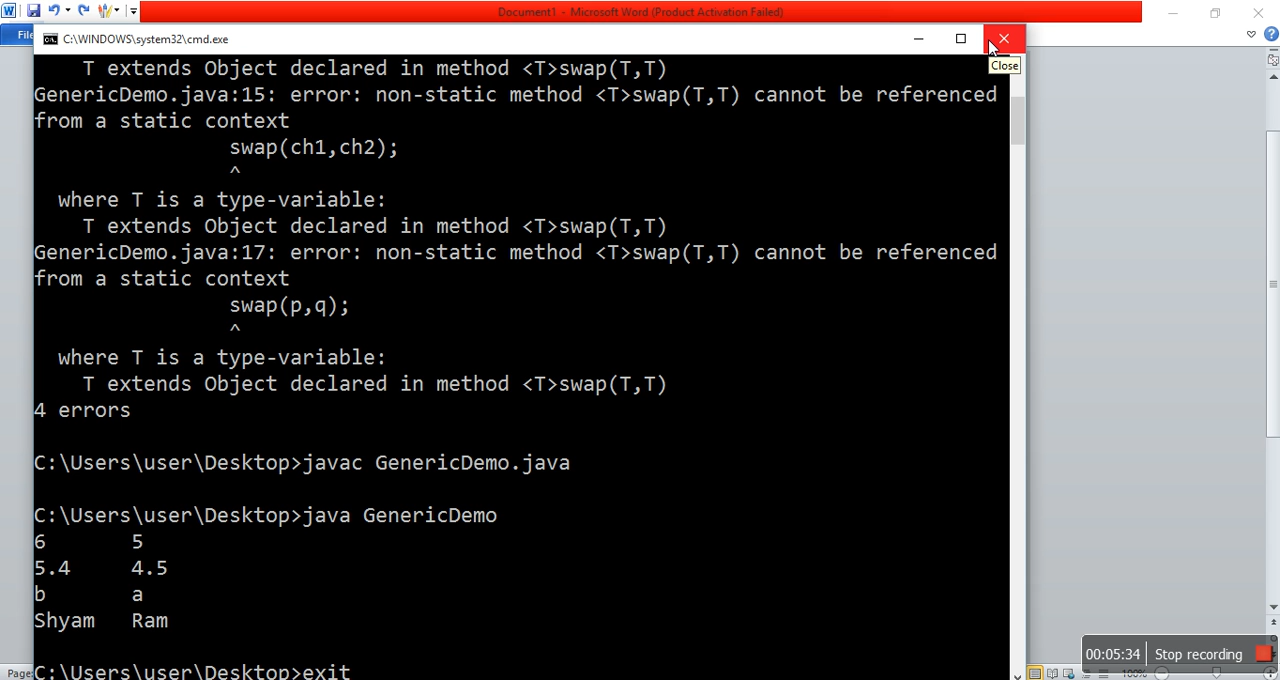 Document1 - Microsoft Word (Product Activation Failed)
File
C:\WINDOWS\system32\cmd.exe
Close
    T extends Object declared in method <T>swap(T,T)
GenericDemo.java:15: error: non-static method <T>swap(T,T) cannot be referenced
from a static context
                swap(ch1,ch2);
                ^
  where T is a type-variable:
    T extends Object declared in method <T>swap(T,T)
GenericDemo.java:17: error: non-static method <T>swap(T,T) cannot be referenced
from a static context
                swap(p,q);
                ^
  where T is a type-variable:
    T extends Object declared in method <T>swap(T,T)
4 errors
C:\Users\user\Desktop>javac GenericDemo.java
C:\Users\user\Desktop>java GenericDemo
6       5
5.4     4.5
b       a
Shyam   Ram
C:\Users\user\Desktop>exit
00:05:34 Stop recording
Page:
100%